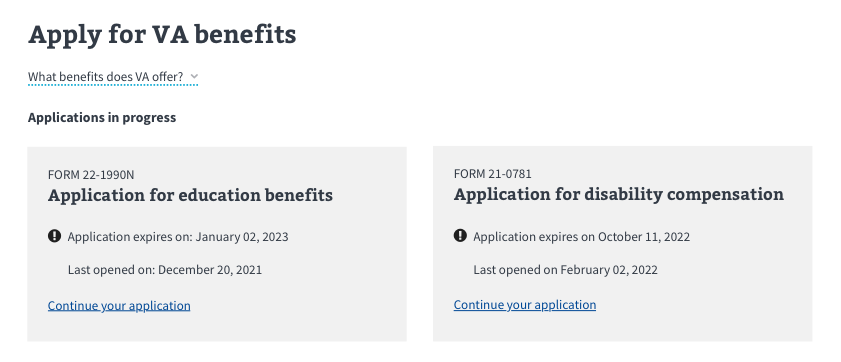 Apply for VA benefits
What benefits does VA offer?
Applications in progress
FORM 22-1990N
Application for education benefits
Application expires on: January 02, 2023
Last opened on: December 20, 2021
Continue your application
FORM 21-0781
Application for disability compensation
Application expires on October 11, 2022
Last opened on February 02, 2022
Continue your application